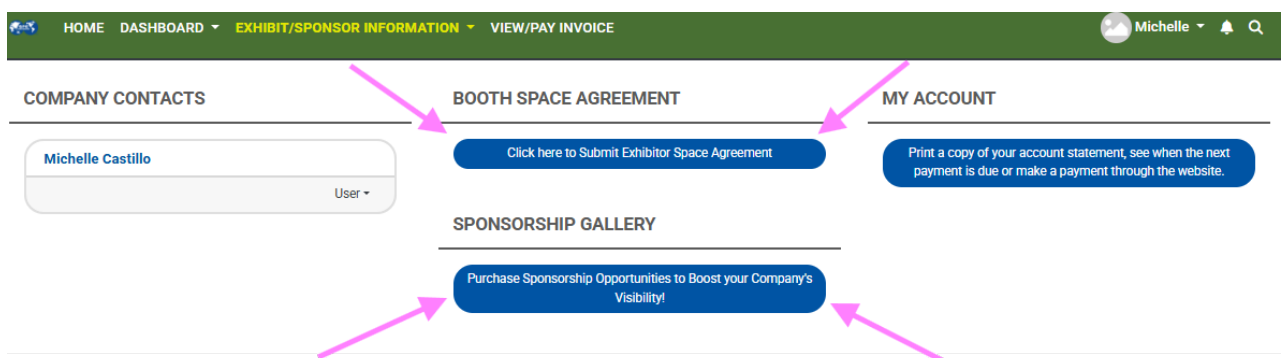 HOME DASHBOARD EXHIBIT/SPONSOR INFORMATION VIEW/PAY INVOICE Michelle
COMPANY CONTACTS
Michelle Castillo
User
BOOTH SPACE AGREEMENT
Click here to Submit Exhibitor Space Agreement
SPONSORSHIP GALLERY
Purchase Sponsorship Opportunities to Boost your Company's
Visibility!
MY ACCOUNT
Print a copy of your account statement, see when the next
payment is due or make a payment through the website.